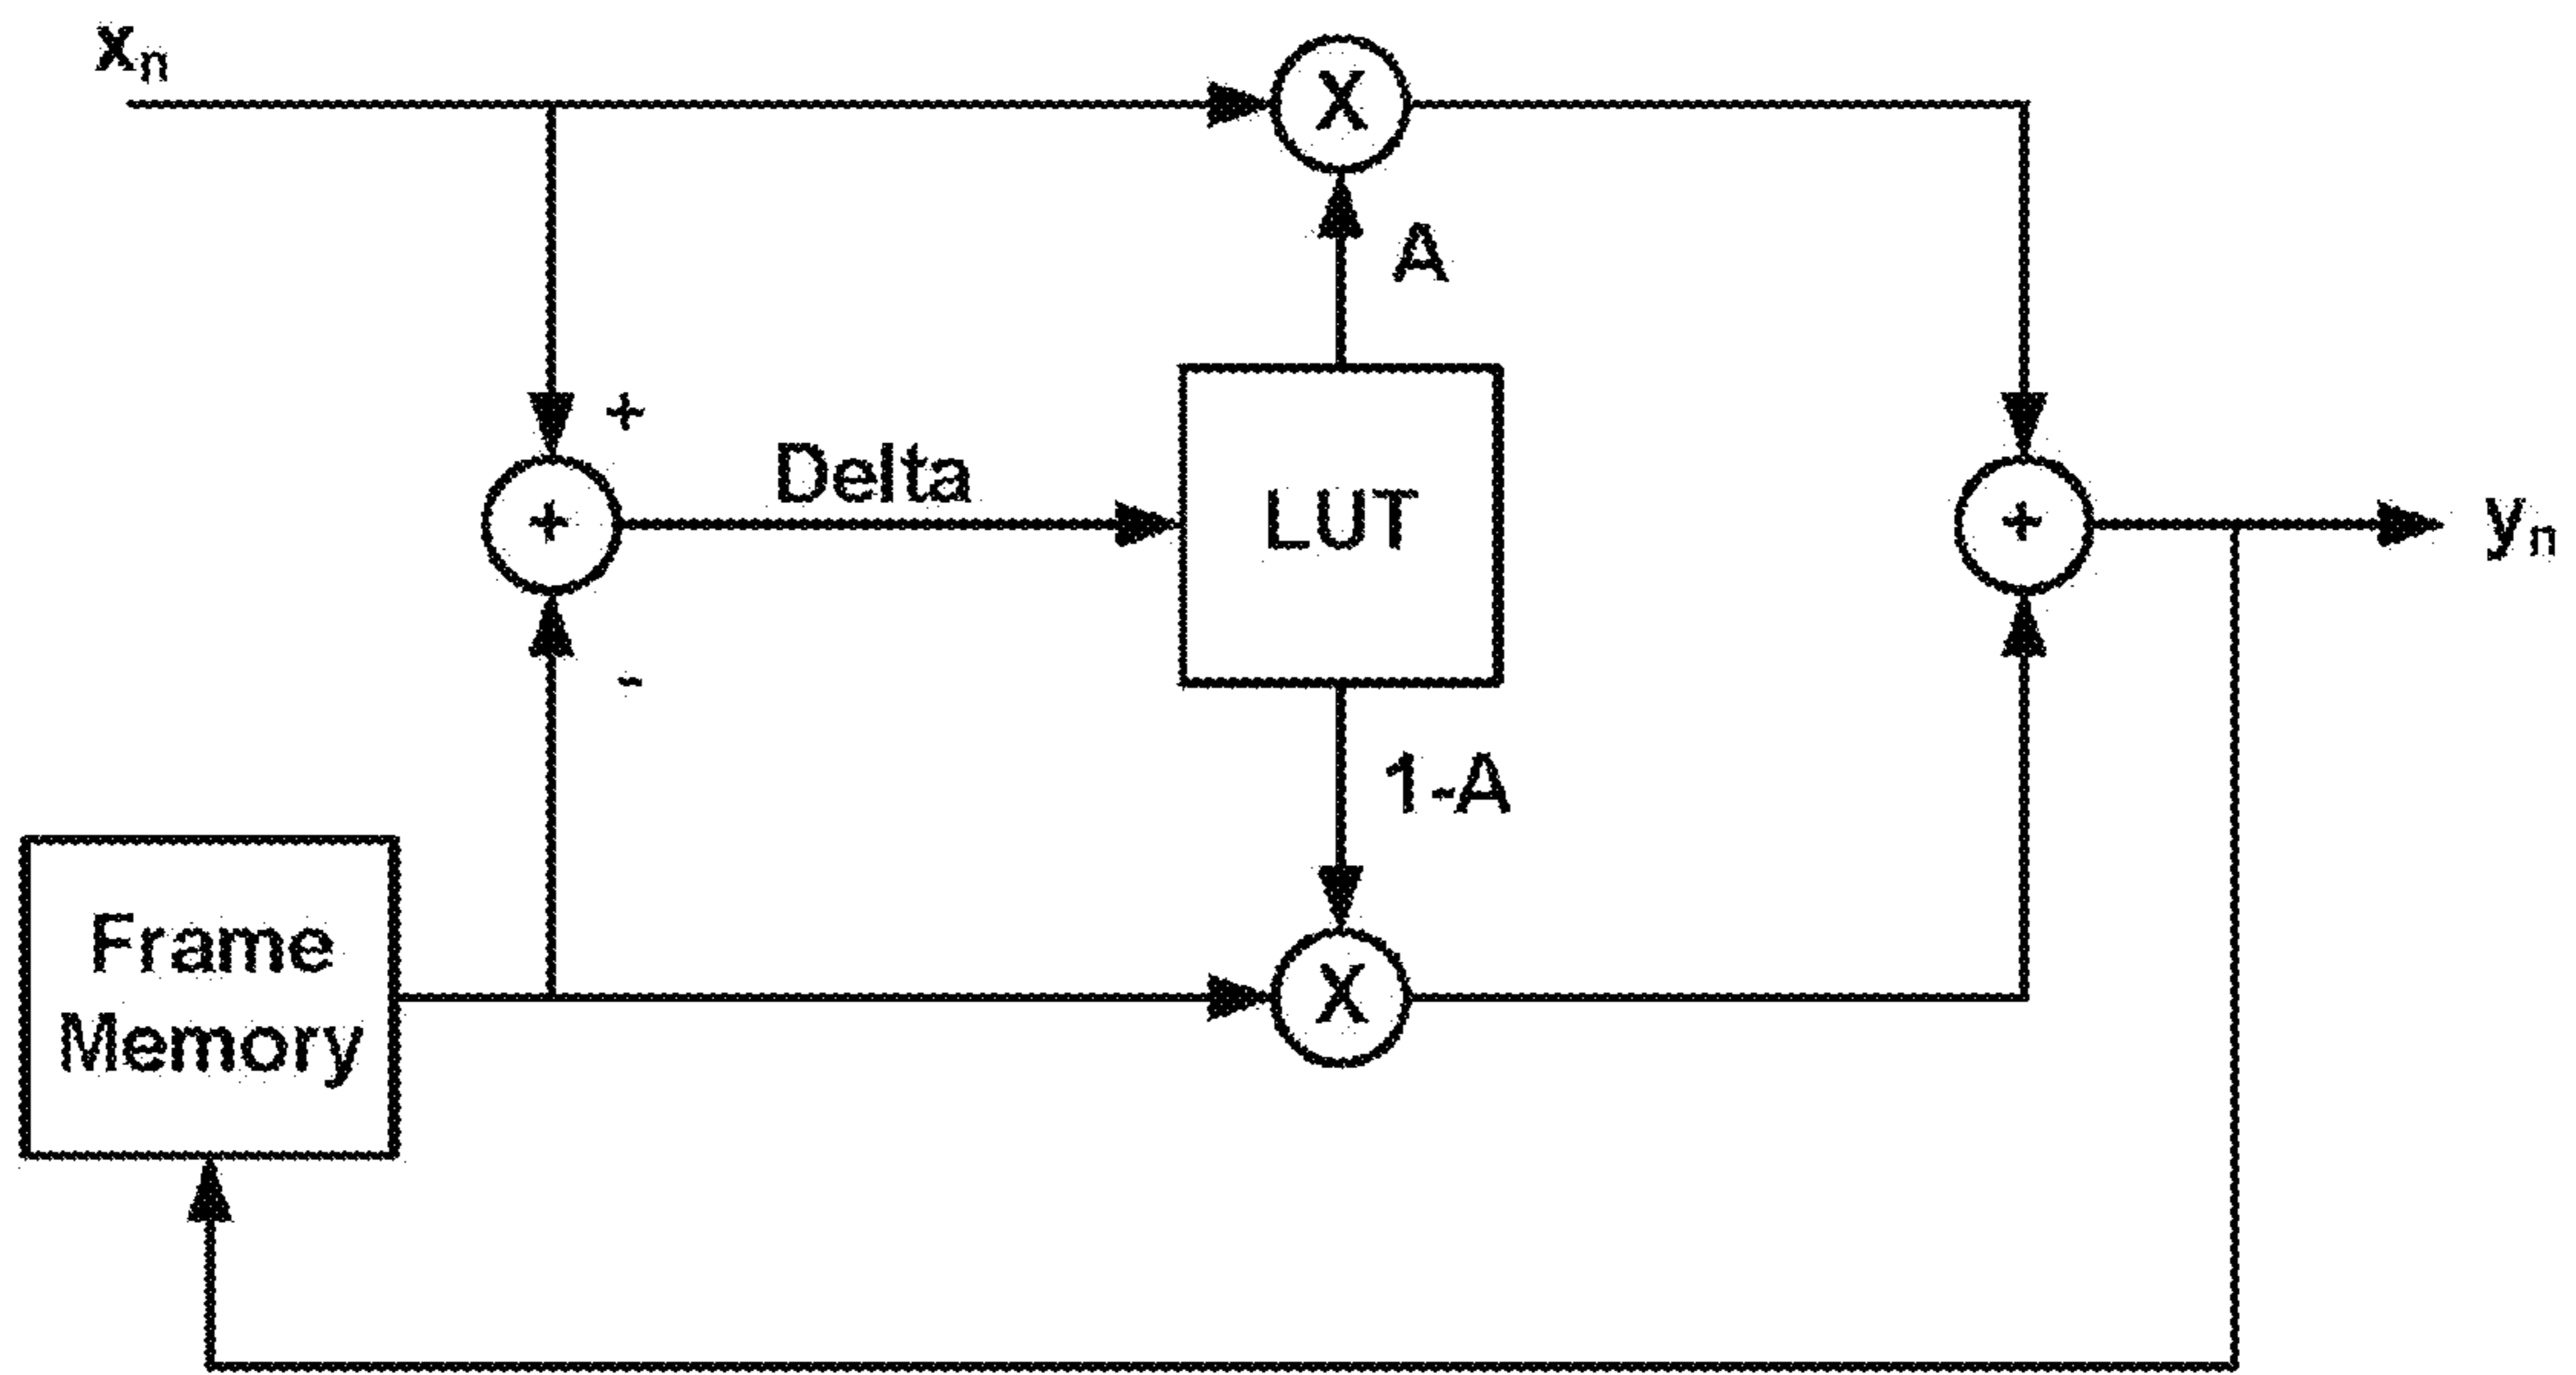 xn
X
A
+
Delta
+
LUT
+
yn
-
1-A
Frame
Memory
X